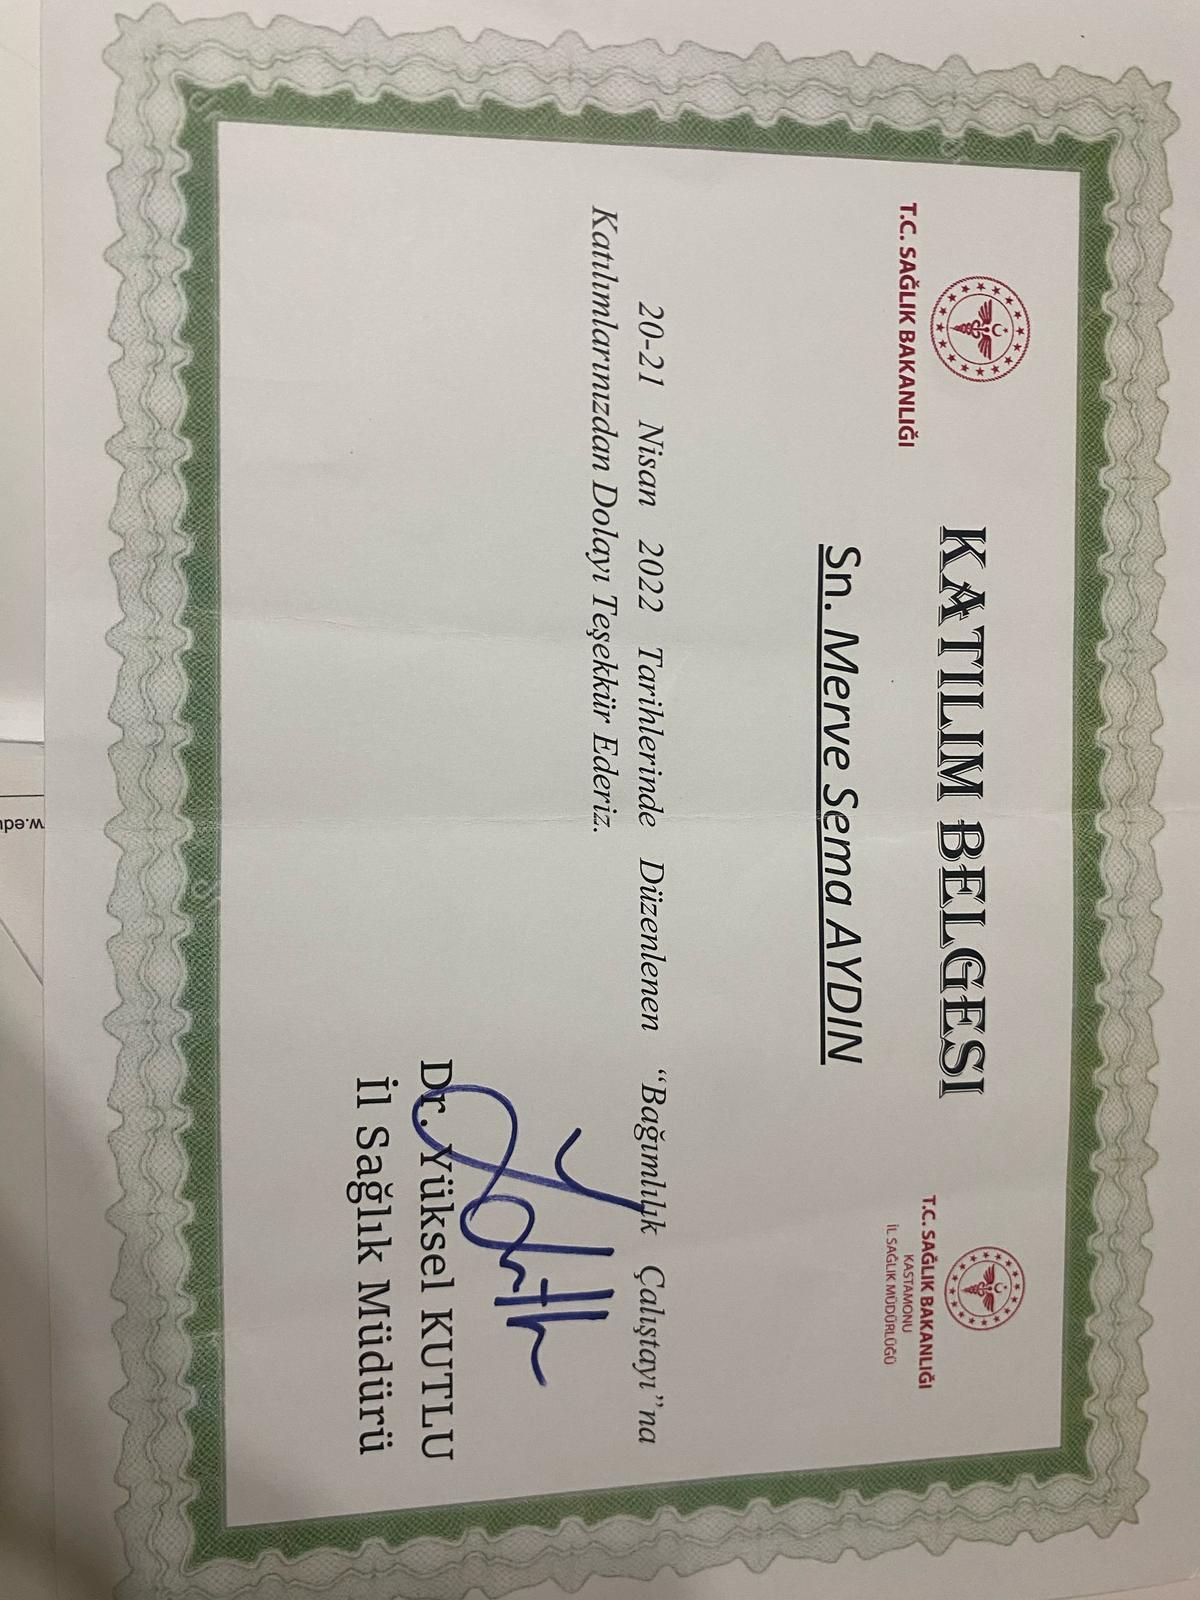 T.C. SAĞLIK BAKANLIĞI
KATILIM BELGESI
T.C. SAĞLIK BAKANLIĞI
KASTAMONU
İL SAĞLIK MÜDÜRLÜĞÜ
Sn. Merve Sema AYDIN
20-21 Nisan 2022 Tarihlerinde Düzenlenen “Bağımlılık Çalıştayı”na
Katılımlarınızdan Dolayı Teşekkür Ederiz.
Dr. Yüksel KUTLU
İl Sağlık Müdürü